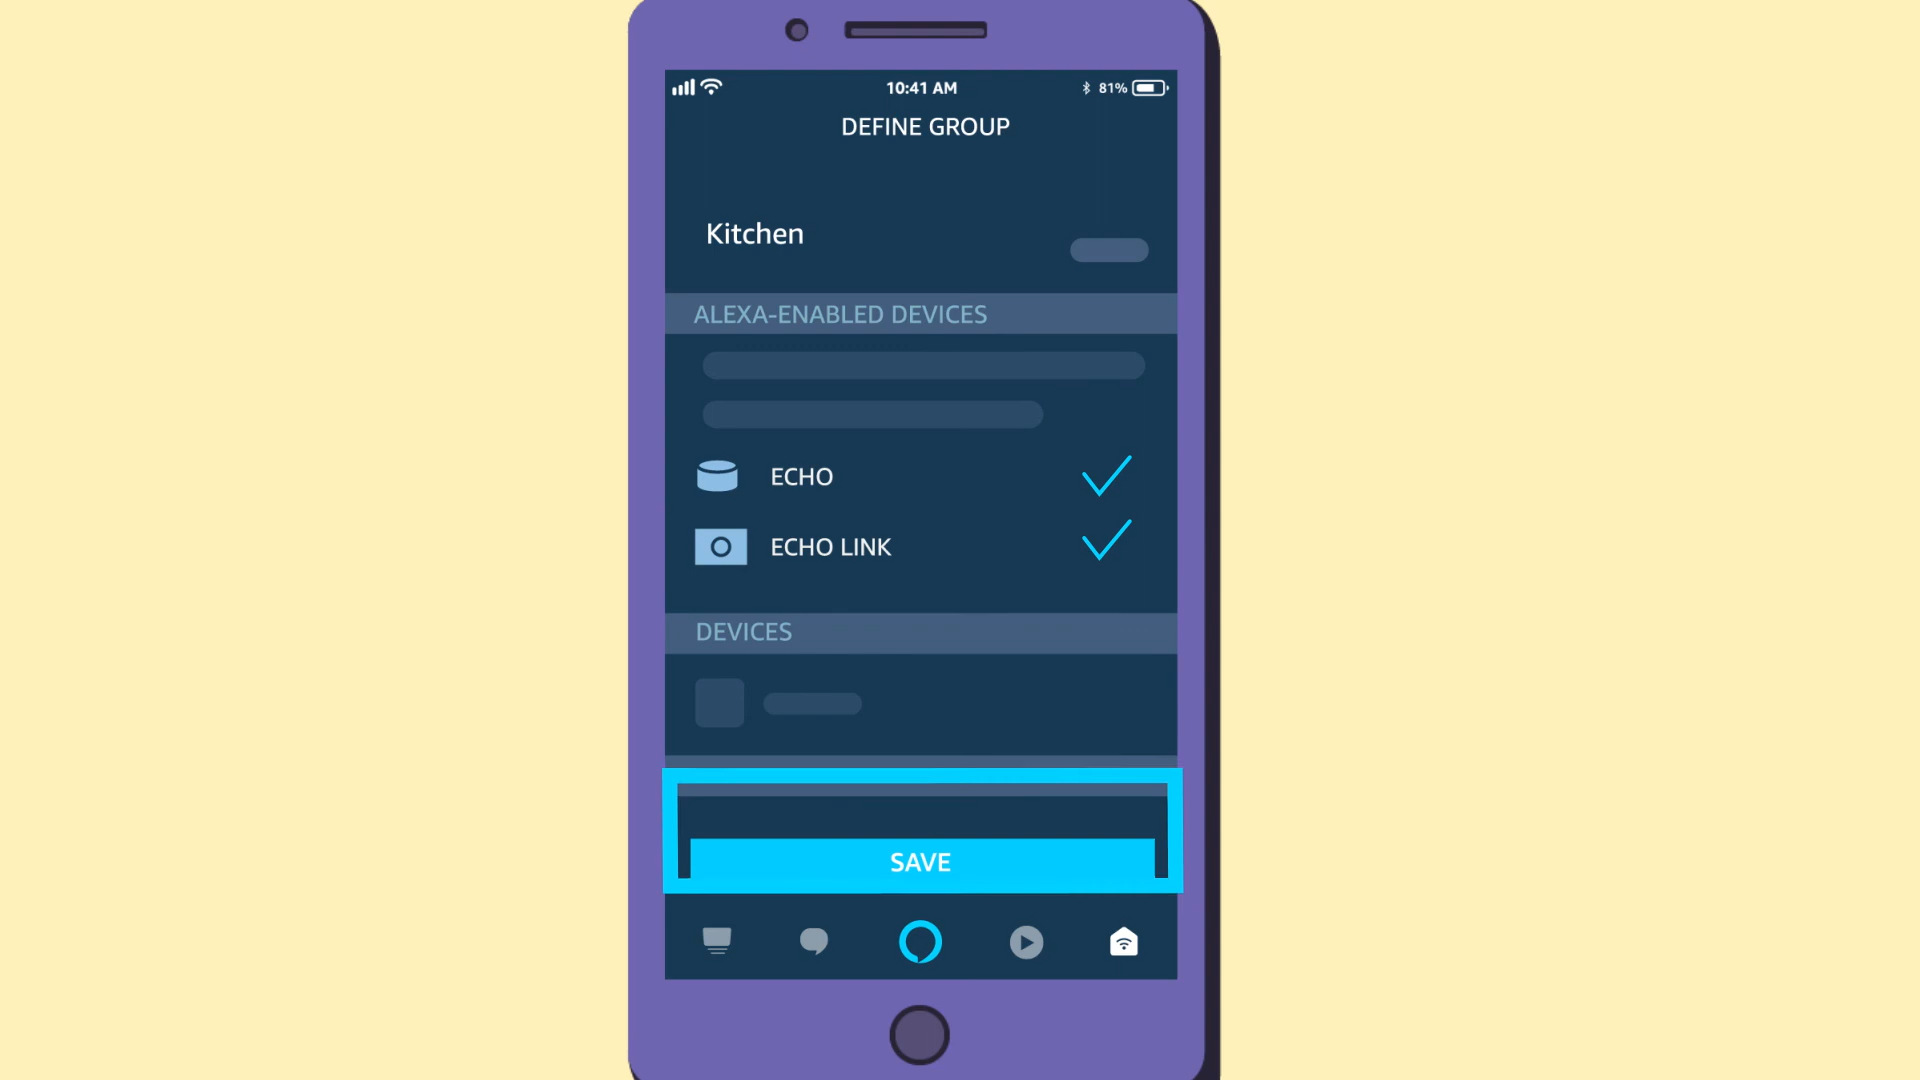 10:41 AM
81%
DEFINE GROUP
Kitchen
ALEXA-ENABLED DEVICES
ECHO
ECHO LINK
DEVICES
SAVE